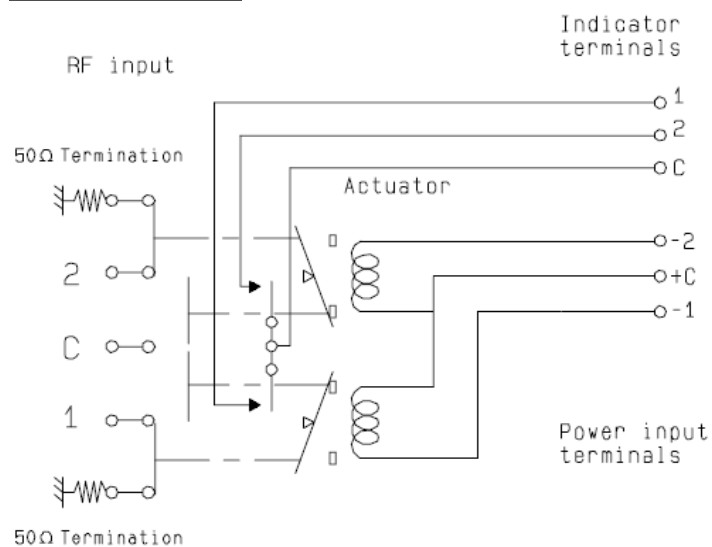 Indicator
terminals
RF input
1
2
50Ω Termination
C
Actuator
-2
2
+C
-1
C
1
Power input
terminals
50Ω Termination